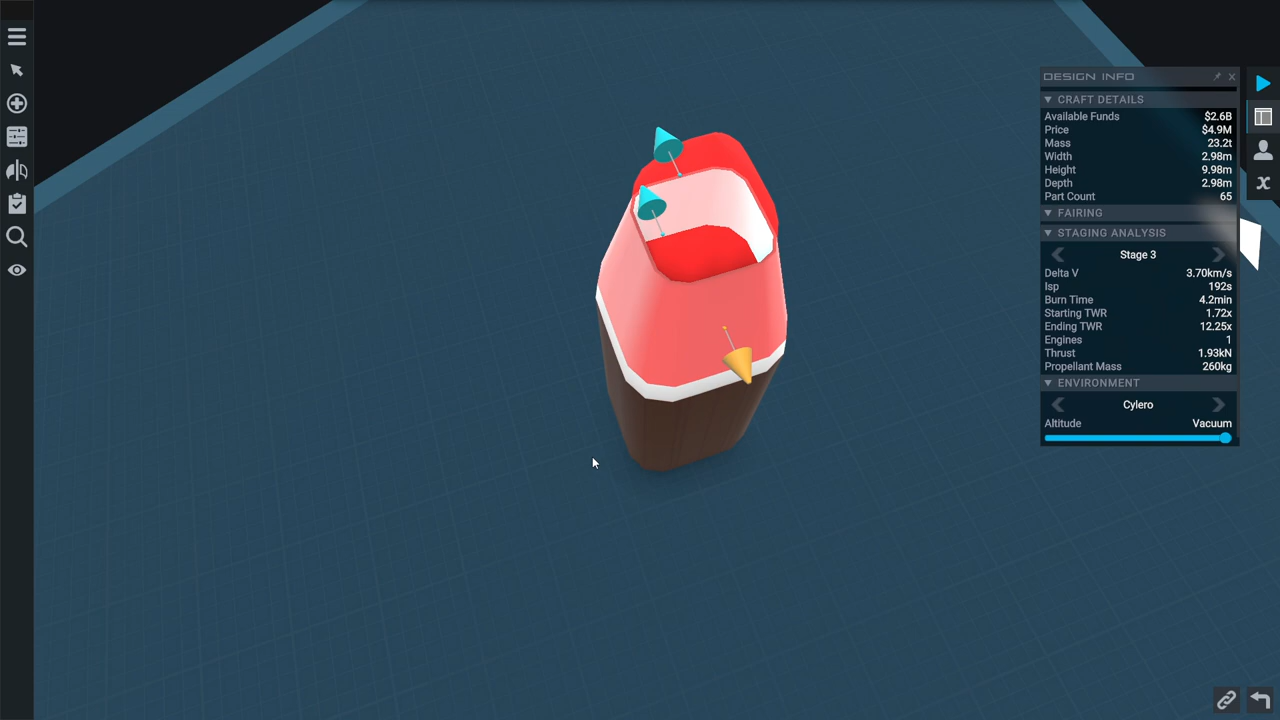 DESIGN INFO
CRAFT DETAILS
Available Funds $2.6B
Price $4.9M
Mass 23.2t
Width 2.98m
Height 9.98m
Depth 2.98m
Part Count 65
FAIRING
STAGING ANALYSIS
Stage 3
Delta V 3.70km/s
Isp 192s
Burn Time 4.2min
Starting TWR 1.72x
Ending TWR 12.25x
Engines 1
Thrust 1.93kN
Propellant Mass 260kg
ENVIRONMENT
Cylero
Altitude Vacuum